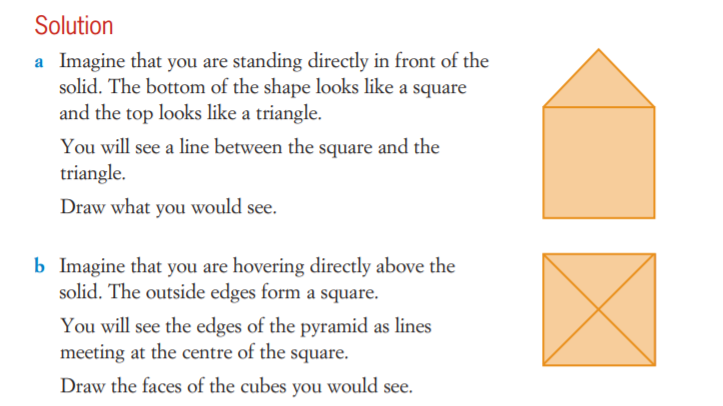 Solution
a Imagine that you are standing directly in front of the
solid. The bottom of the shape looks like a square
and the top looks like a triangle.
You will see a line between the square and the
triangle.
Draw what you would see.
b Imagine that you are hovering directly above the
solid. The outside edges form a square.
You will see the edges of the pyramid as lines
meeting at the centre of the square.
Draw the faces of the cubes you would see.